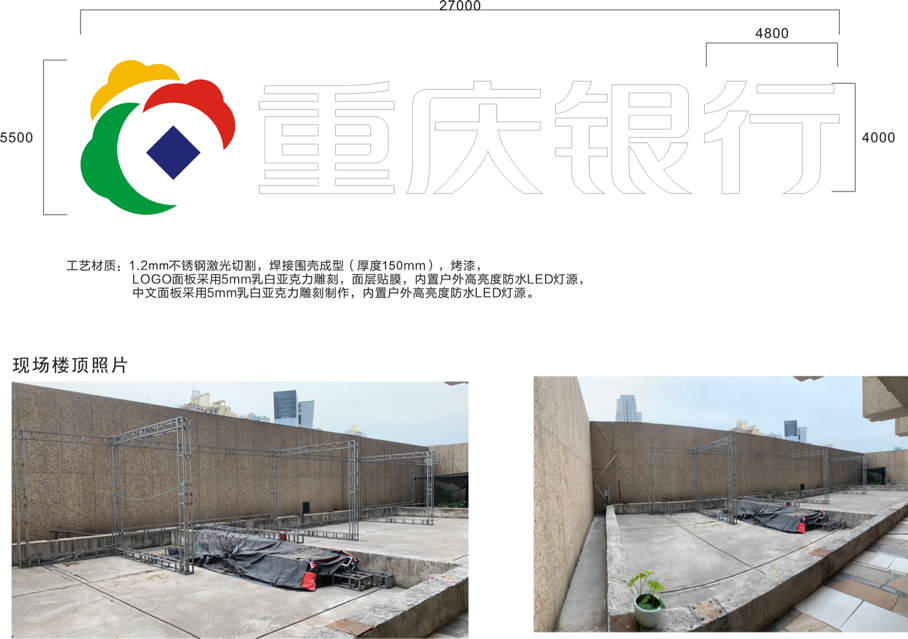 27000
4800
5500
重庆银行
4000
工艺材质：1.2mm不锈钢激光切割，焊接围壳成型（厚度150mm），烤漆，
LOGO面板采用5mm乳白亚克力雕刻，面层贴膜，内置户外高亮度防水LED灯源，
中文面板采用5mm乳白亚克力雕刻制作，内置户外高亮度防水LED灯源。
现场楼顶照片